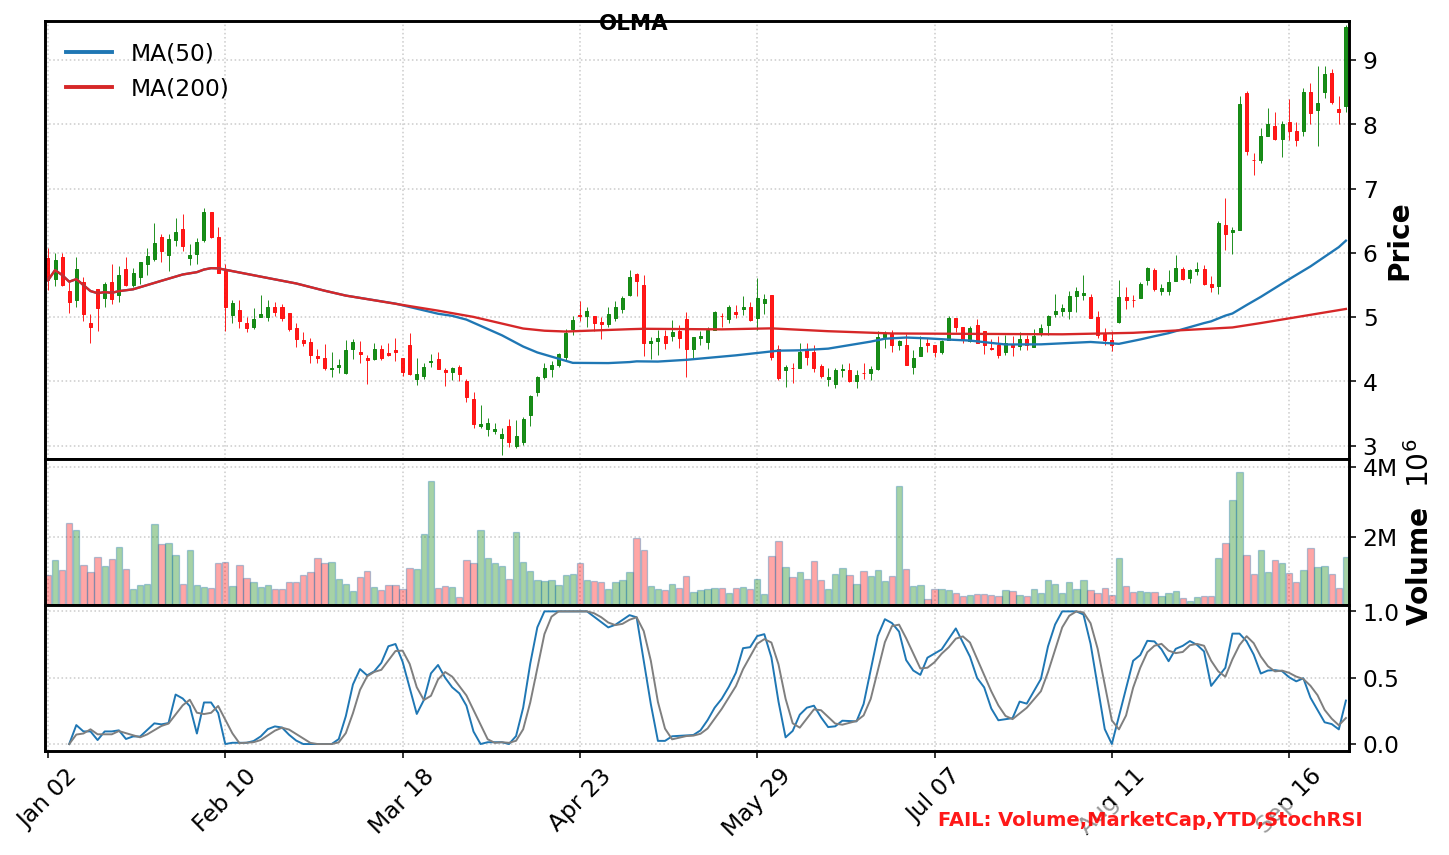 OLMA
MA(50)
MA(200)
9
8
7
6
5
4
3
Price
4M
2M
Volume 10^6
1.0
0.5
0.0
Jan 02
Feb 10
Mar 18
Apr 23
May 29
Jul 07
Aug 11
Sep 16
FAIL: Volume,MarketCap,YTD,StochRSI